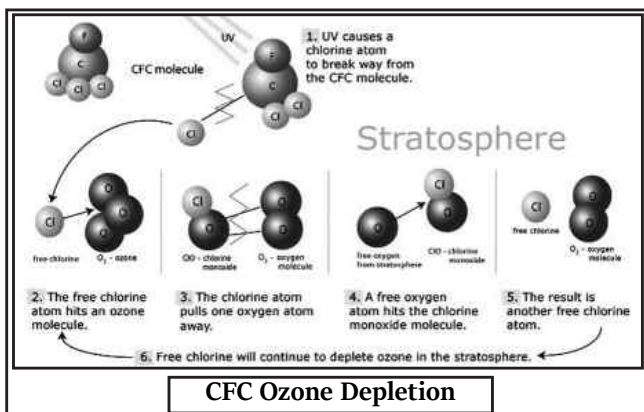 F
C
Cl Cl Cl
CFC molecule
UV
F
C
Cl Cl
Cl
1. UV causes a
chlorine atom
to break way from
the CFC molecule.
Stratosphere
Cl
O
O
O
free chlorine
O3 - ozone
2. The free chlorine
atom hits an ozone
molecule.
Cl
O
O
O
ClO - chlorine
monoxide
O2 - oxygen
molecule
3. The chlorine atom
pulls one oxygen atom
away.
O
Cl
O
free oxygen
from stratosphere
ClO - chlorine
monoxide
4. A free oxygen
atom hits the chlorine
monoxide molecule.
Cl
O
O
free chlorine
O2 - oxygen
molecule
5. The result is
another free chlorine
atom.
6. Free chlorine will continue to deplete ozone in the stratosphere.
CFC Ozone Depletion